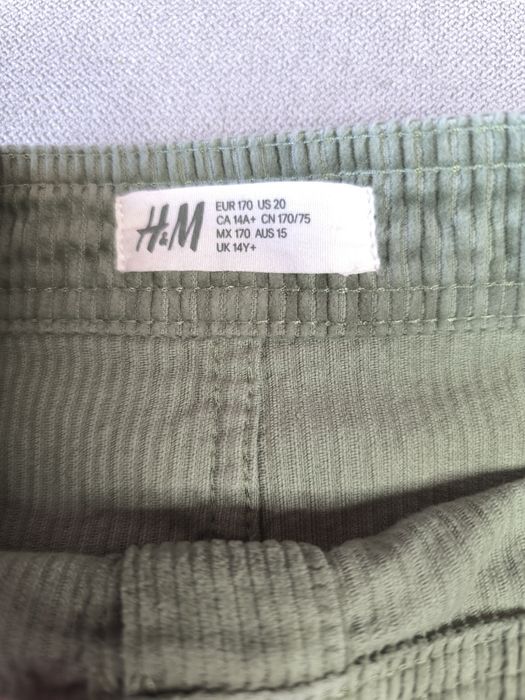 H&M
EUR 170 US 20
CA 14A+ CN 170/75
MX 170 AUS 15
UK 14Y+